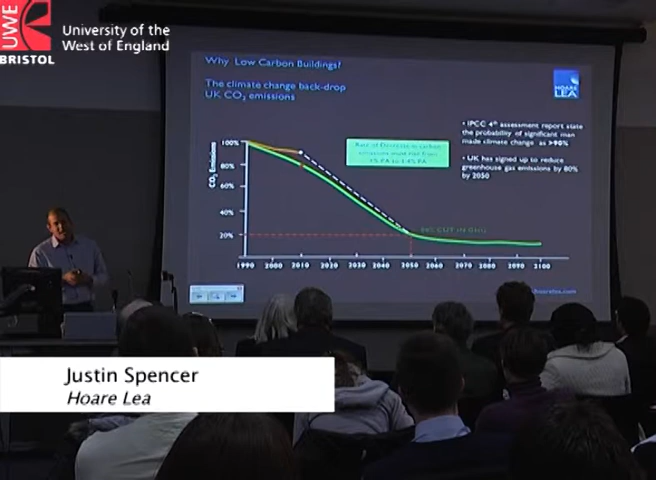 UWE
BRISTOL
University of the
West of England
Why Low Carbon Buildings?
The climate change back-drop
UK CO₂ emissions
HOARE
LEA
• IPCC 4th assessment report state
the probability of significant man
made climate change as >90%
• UK has signed up to reduce
greenhouse gas emissions by 80%
by 2050
CO₂ Emissions
100%
80%
60%
40%
20%
1990 2000 2010 2020 2030 2040 2050 2060 2070 2080 2090 2100
Justin Spencer
Hoare Lea